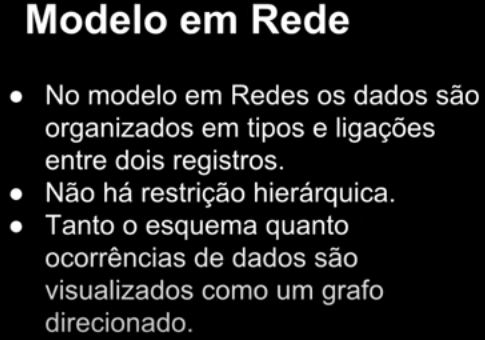 Modelo em Rede
● No modelo em Redes os dados são
organizados em tipos e ligações
entre dois registros.
● Não há restrição hierárquica.
● Tanto o esquema quanto
ocorrências de dados são
visualizados como um grafo
direcionado.